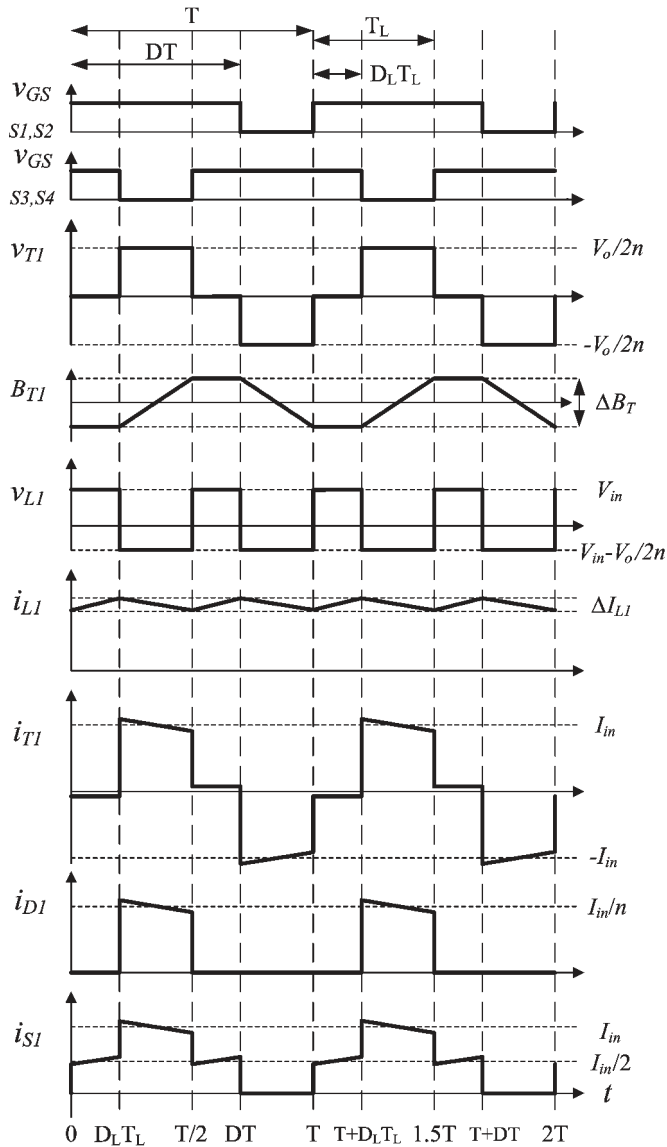 T
T_L
DT
D_LT_L
v_GS
S1,S2
v_GS
S3,S4
v_T1
V_o/2n
-V_o/2n
B_T1
ΔB_T
v_L1
V_in
V_in-V_o/2n
i_L1
ΔI_L1
i_T1
I_in
-I_in
i_D1
I_in/n
i_S1
I_in
I_in/2
t
0 D_LT_L T/2 DT T T+D_LT_L 1.5T T+DT 2T